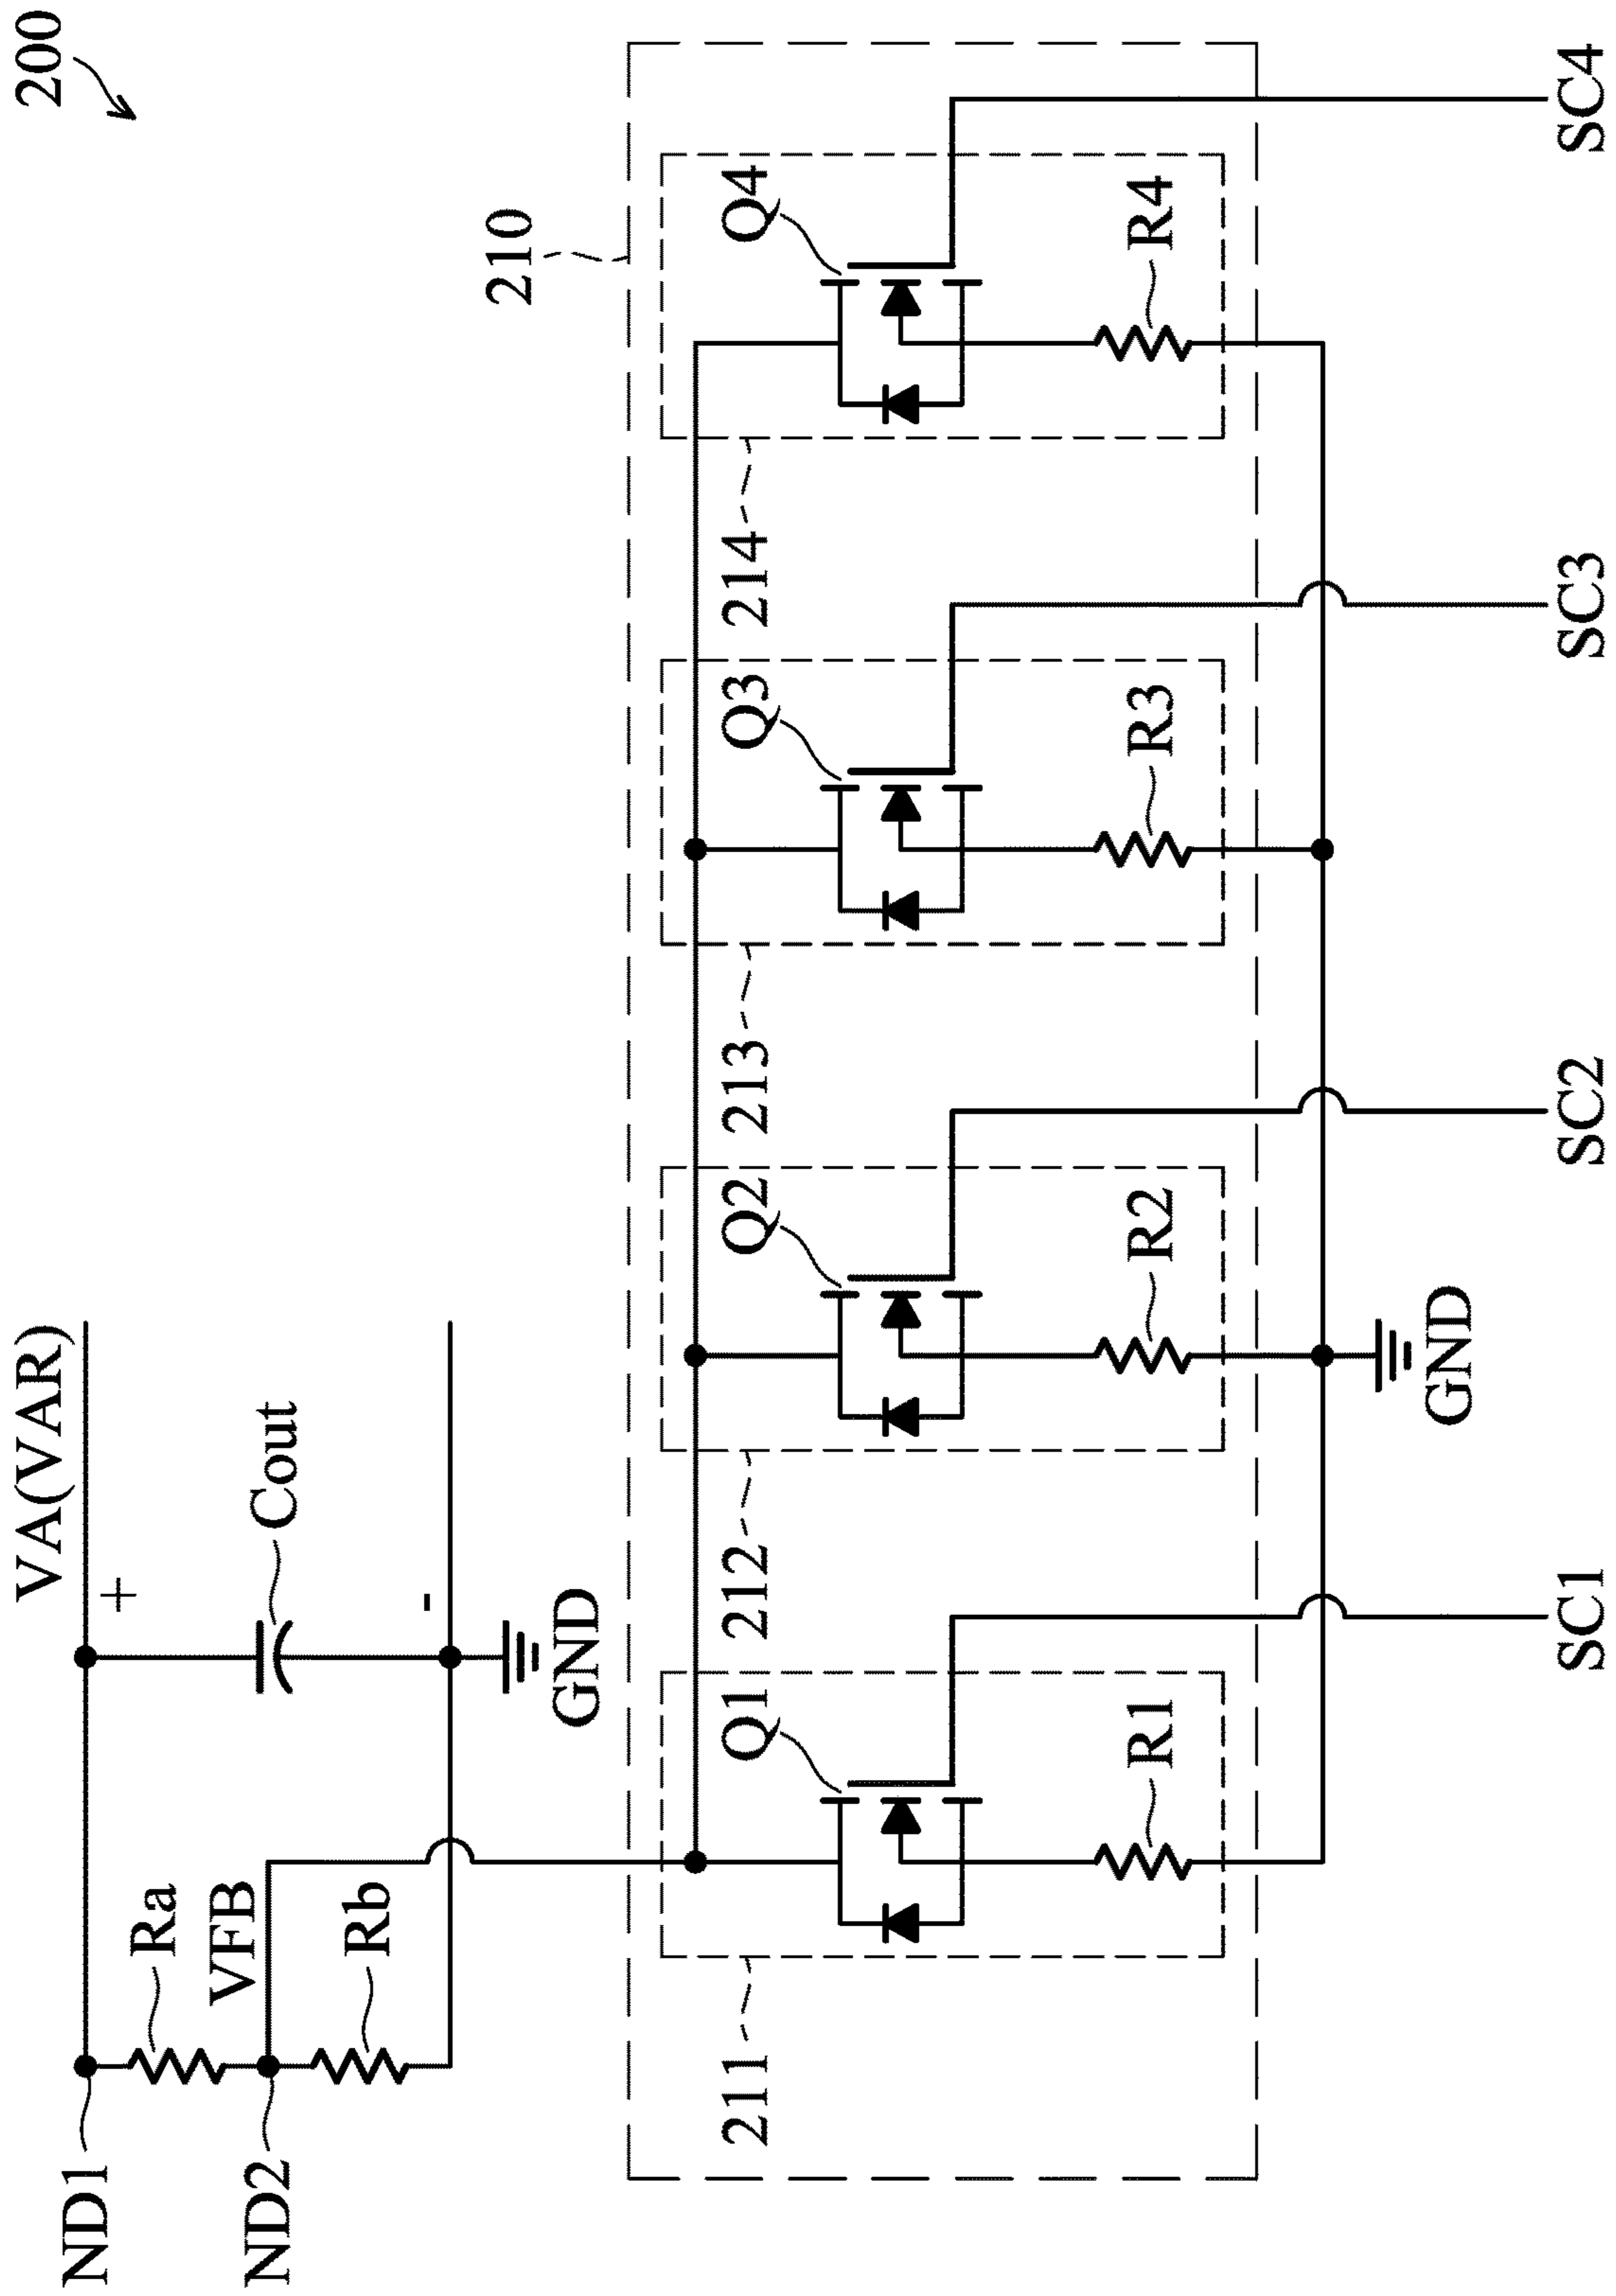 200
VA(VAR)
ND1
+
Ra
Cout
VFB
ND2
Rb
-
GND
210
211
Q1
212
Q2
213
Q3
214
Q4
R1
R2
R3
R4
GND
SC1
SC2
SC3
SC4